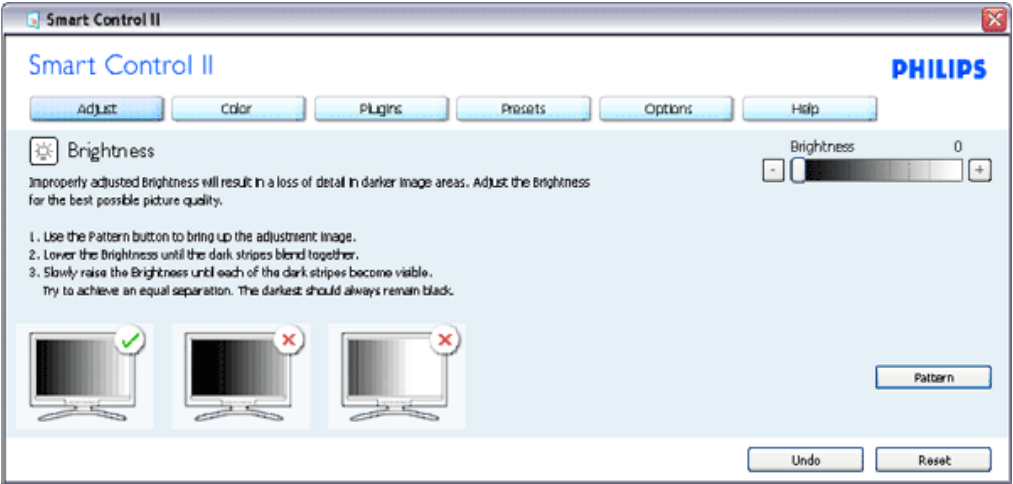 Smart Control II
Smart Control II
PHILIPS
Adjust Color Plugins Presets Options Help
Brightness
Brightness 0
- +
Improperly adjusted Brightness will result in a loss of detail in darker image areas. Adjust the Brightness
for the best possible picture quality.
1. Use the Pattern button to bring up the adjustment image.
2. Lower the Brightness until the dark stripes blend together.
3. Slowly raise the Brightness until each of the dark stripes become visible.
Try to achieve an equal separation. The darkest should always remain black.
Pattern
Undo Reset